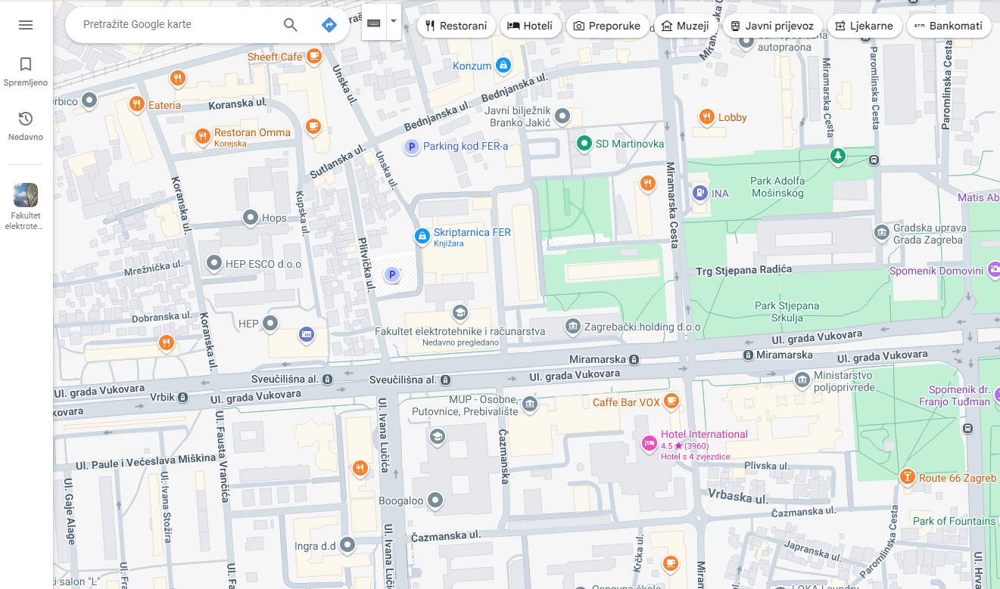 Pretražite Google karte
Restorani
Hoteli
Preporuke
Muzeji
Javni prijevoz
Ljekarne
Bankomati
Spremljeno
Nedavno
Fakultet
elektrote...
Sheeft Cafe
Unska ul.
Konzum
Bednjanska ul.
autopraona
Miramarska Cesta
Paromlinska Cesta
Paromlinska Cesta
Eateria
Koranska ul.
Javni bilježnik
Branko Jakić
Bednjanska ul.
Lobby
Restoran Omma
Korejska
Parking kod FER-a
SD Martinovka
Sutlanska ul.
Unska ul.
Miramarska Cesta
Park Adolfa
Mošinskog
INA
Matis Ab
Koranska ul.
Kupska ul.
Hops
Skriptarnica FER
Knjižara
Gradska uprava
Grada Zagreba
HEP ESCO d.o.o
Mrežnička ul.
Plitvička ul.
P
P
Trg Stjepana Radića
Spomenik Domovini
Park Stjepana
Srkulja
Dobranska ul.
Koranska ul.
HEP
Fakultet elektrotehnike i računarstva
Nedavno pregledano
Zagrebački holding d.o.o
Ul. grada Vukovara
Miramarska
Miramarska
Ul. grada Vukovara
Sveučilišna al.
Sveučilišna al.
Ul. grada Vukovara
Ul. grada Vukovara
Vrbik
Ul. grada Vukovara
kovara
Ministarstvo
poljoprivrede
MUP - Osobne,
Putovnice, Prebivalište
Caffe Bar VOX
Spomenik dr.
Franjo Tuđman
Ul. Ivana Lučića
Ul. Fausta Vrančića
Čazmanska
Hotel International
4.5 ★ (3960)
Hotel s 4 zvjezdice
Ul. Paule i Većeslava Miškina
Plivska ul.
Route 66 Zagreb
Ul. Gaje Alage
Ul. Ivana Stožira
Vrbaska ul.
Boogaloo
Čazmanska ul.
Park of Fountains
Čazmanska ul.
Ingra d.d
Ul. Ivana
Krčka ul.
Japranska ul.
Paromlinska Cesta
salon "L"
LOKA Laundry